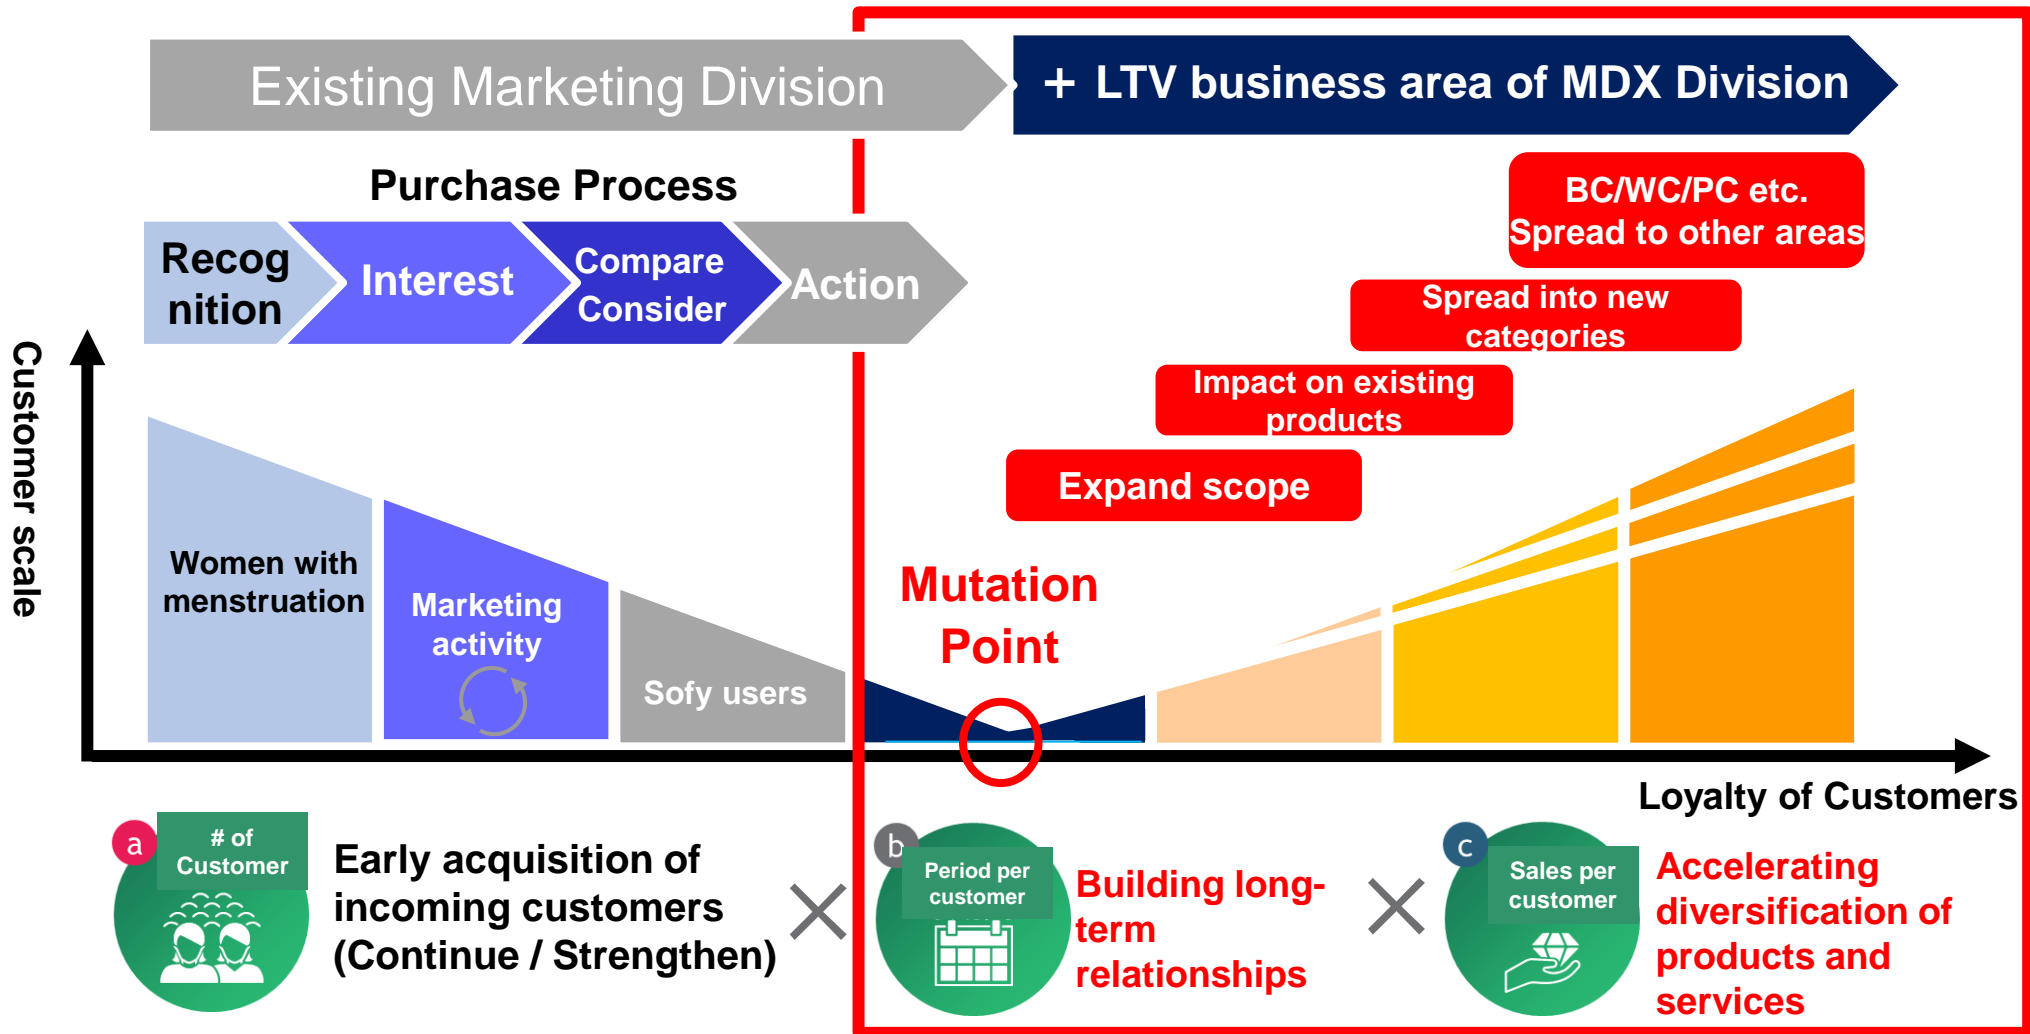 Existing Marketing Division
+ LTV business area of MDX Division
Purchase Process
Recog
nition
Interest
Compare
Consider
Action
BC/WC/PC etc.
Spread to other areas
Spread into new
categories
Impact on existing
products
Expand scope
Customer scale
Women with
menstruation
Marketing
activity
Sofy users
Mutation
Point
Loyalty of Customers
a
# of
Customer
Early acquisition of
incoming customers
(Continue / Strengthen)
b
Period per
customer
Building long-
term
relationships
c
Sales per
customer
Accelerating
diversification of
products and
services